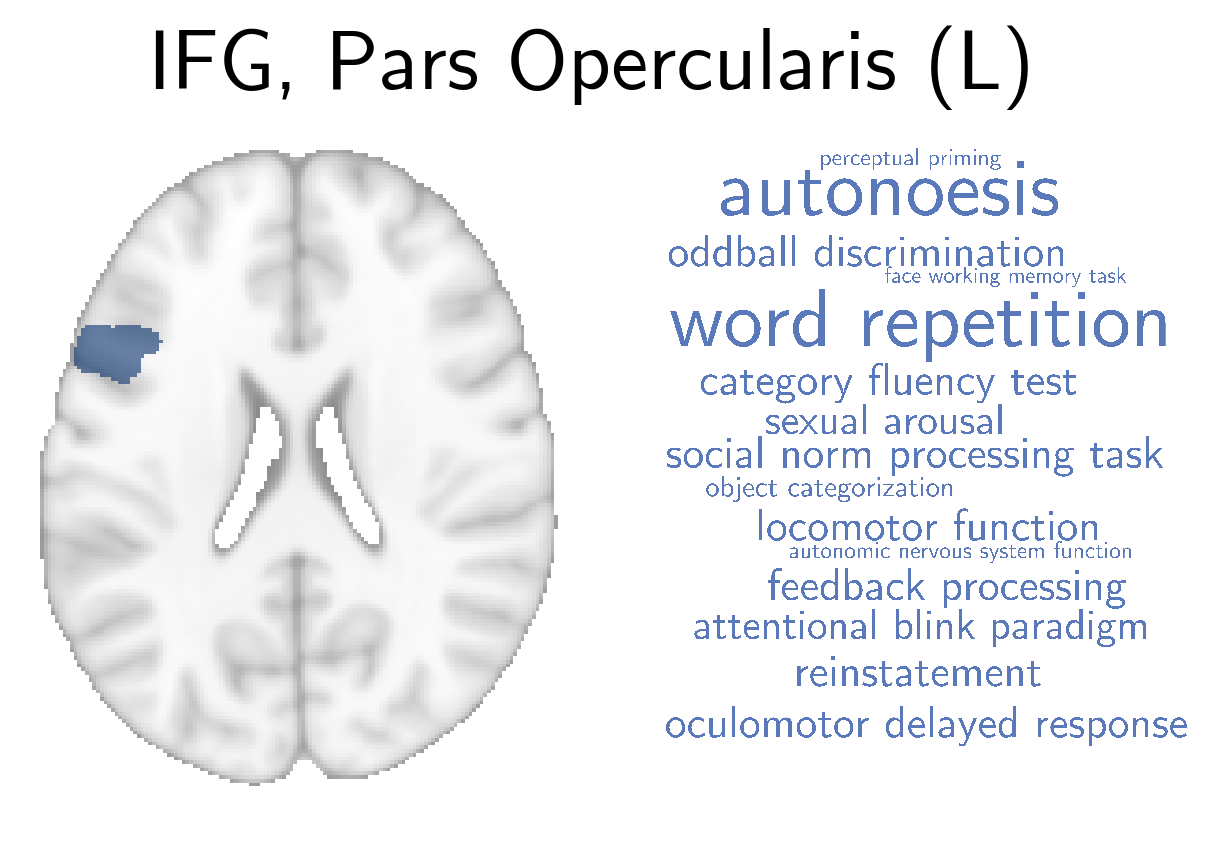 IFG, Pars Opercularis (L)
perceptual priming
autonoesis
oddball discrimination
face working memory task
word repetition
category fluency test
sexual arousal
social norm processing task
object categorization
locomotor function
autonomic nervous system function
feedback processing
attentional blink paradigm
reinstatement
oculomotor delayed response